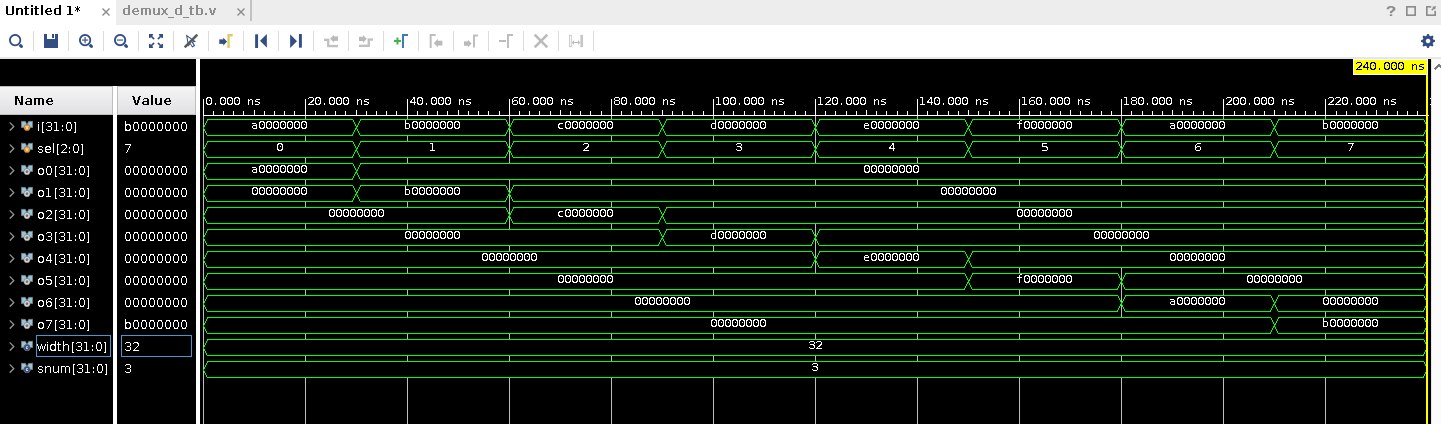 Untitled 1* × demux_d_tb.v ×
? 
240.000 ns
Name Value 0.000 ns 20.000 ns 40.000 ns 60.000 ns 80.000 ns 100.000 ns 120.000 ns 140.000 ns 160.000 ns 180.000 ns 200.000 ns 220.000 ns
i[31:0] b0000000 a0000000 b0000000 c0000000 d0000000 e0000000 f0000000 a0000000 b0000000
sel[2:0] 7 0 1 2 3 4 5 6 7
o0[31:0] 00000000 a0000000 00000000
o1[31:0] 00000000 00000000 b0000000 00000000
o2[31:0] 00000000 00000000 c0000000 00000000
o3[31:0] 00000000 00000000 d0000000 00000000
o4[31:0] 00000000 00000000 e0000000 00000000
o5[31:0] 00000000 00000000 f0000000 00000000
o6[31:0] 00000000 00000000 a0000000 00000000
o7[31:0] b0000000 00000000 b0000000
width[31:0] 32 32
snum[31:0] 3 3